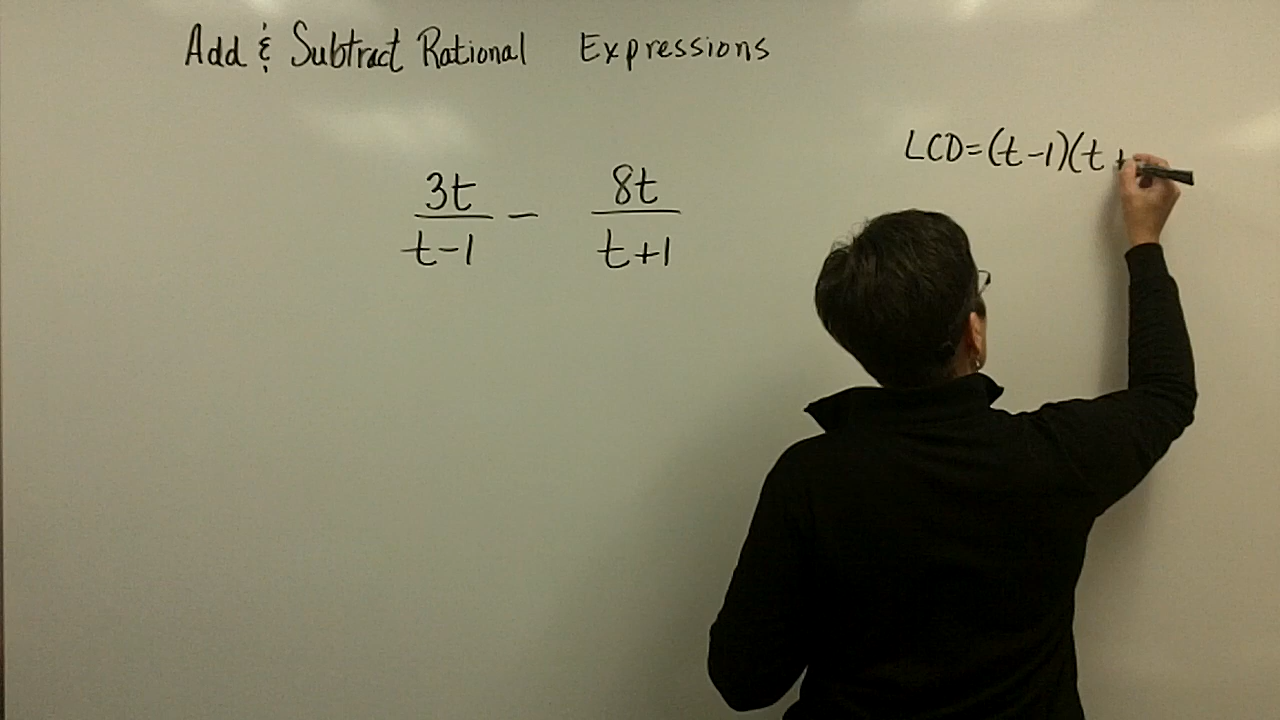 Add & Subtract Rational Expressions
LCD=(t-1)(t+
3t/(t-1) - 8t/(t+1)